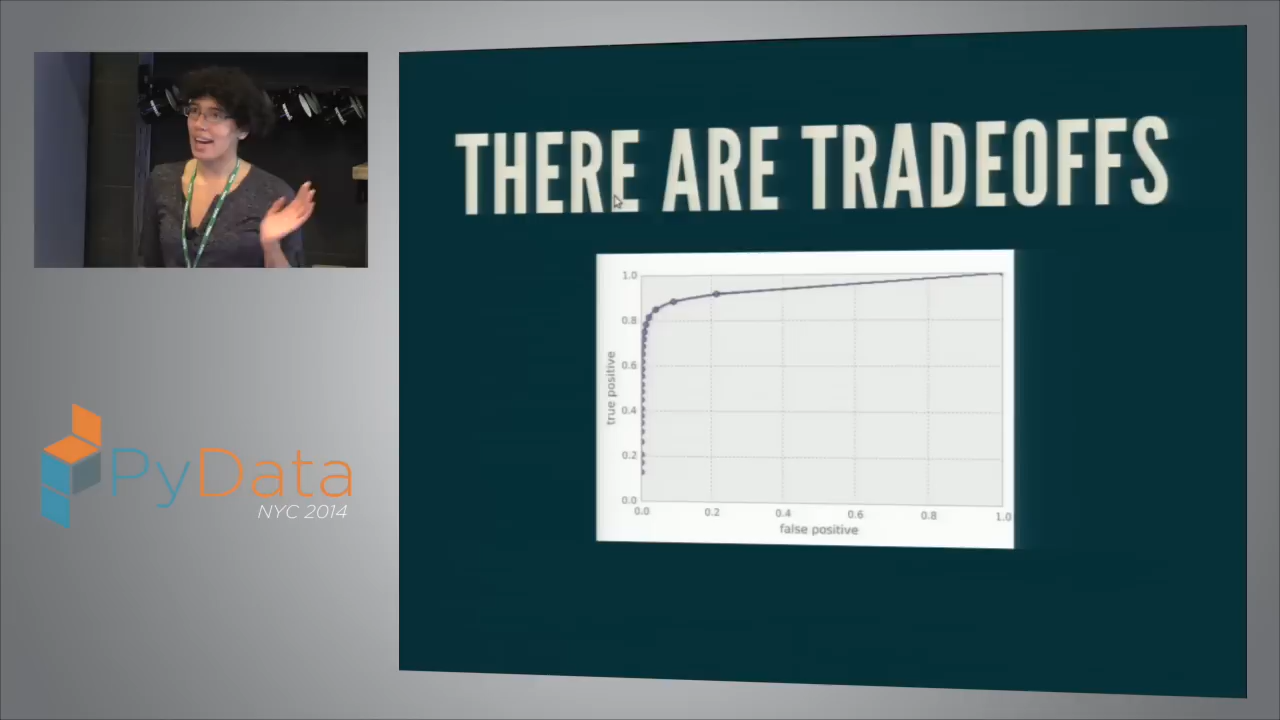 THERE ARE TRADEOFFS
1.0
0.8
0.6
0.4
0.2
0.0
true positive
0.0 0.2 0.4 0.6 0.8 1.0
false positive
PyData
NYC 2014